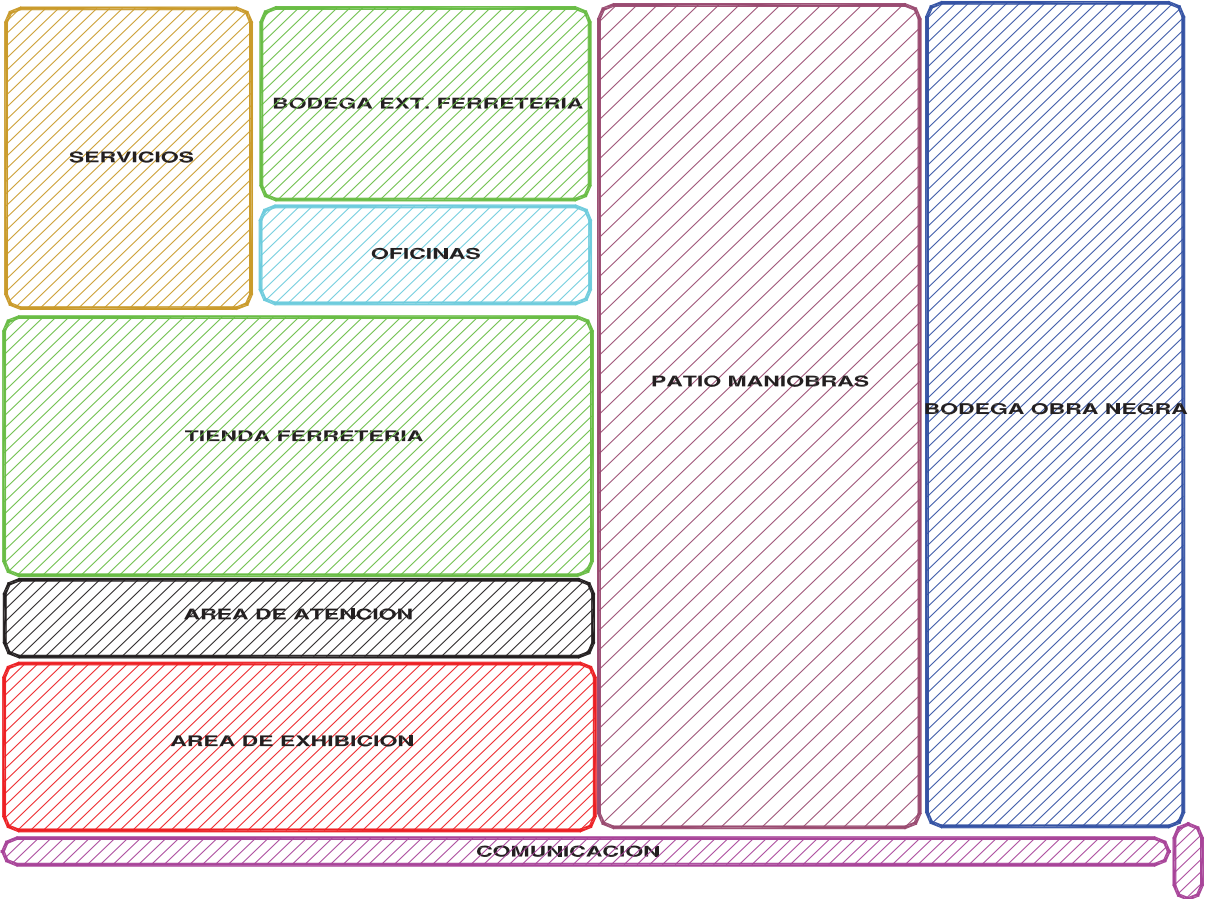 SERVICIOS
BODEGA EXT. FERRETERIA
OFICINAS
TIENDA FERRETERIA
PATIO MANIOBRAS
BODEGA OBRA NEGRA
AREA DE ATENCION
AREA DE EXHIBICION
COMUNICACION